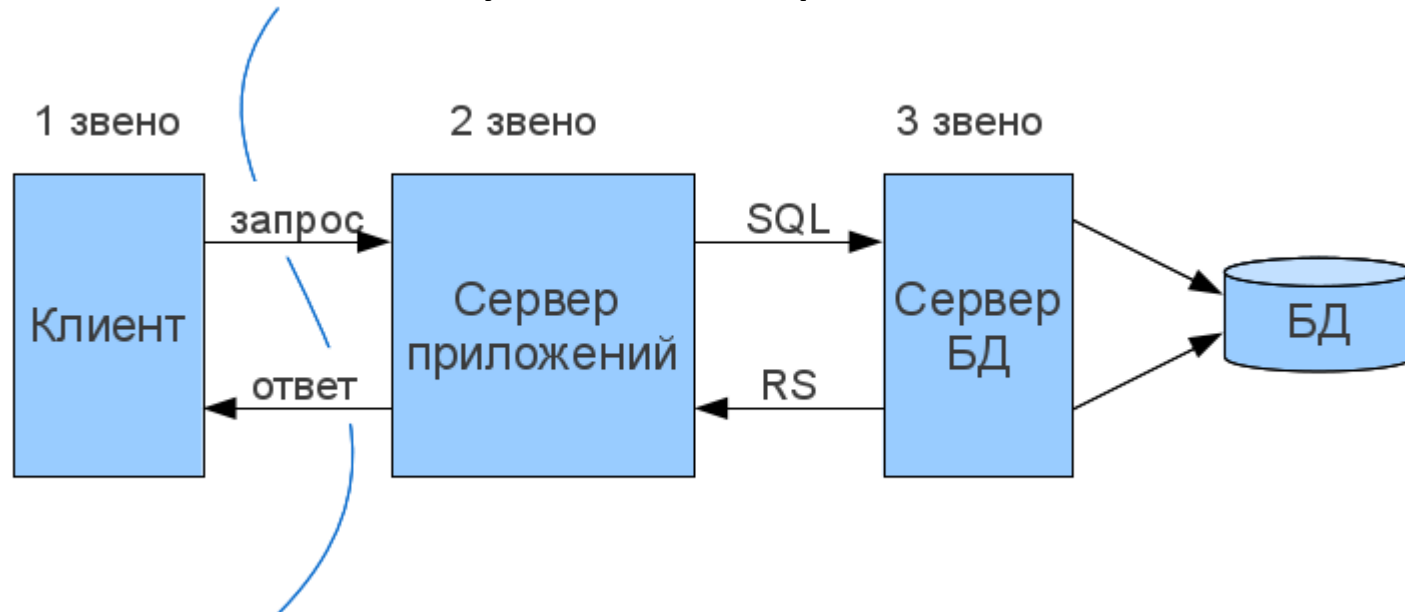 1 звено
2 звено
3 звено
запрос
SQL
Клиент
Сервер
приложений
Сервер
БД
БД
ответ
RS